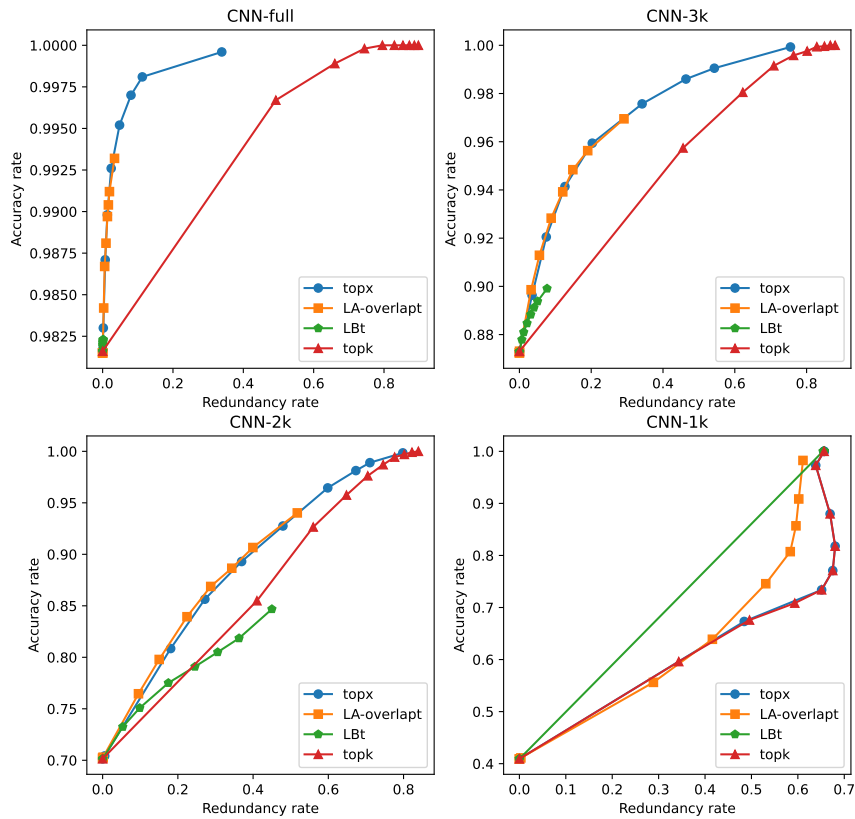 CNN-full
1.0000
0.9975
0.9950
0.9925
0.9900
0.9875
0.9850
0.9825
Accuracy rate
topx
LA-overlapt
LBt
topk
0.0 0.2 0.4 0.6 0.8
Redundancy rate
CNN-3k
1.00
0.98
0.96
0.94
0.92
0.90
0.88
Accuracy rate
topx
LA-overlapt
LBt
topk
0.0 0.2 0.4 0.6 0.8
Redundancy rate
CNN-2k
1.00
0.95
0.90
0.85
0.80
0.75
0.70
Accuracy rate
topx
LA-overlapt
LBt
topk
0.0 0.2 0.4 0.6 0.8
Redundancy rate
CNN-1k
1.0
0.9
0.8
0.7
0.6
0.5
0.4
Accuracy rate
topx
LA-overlapt
LBt
topk
0.0 0.1 0.2 0.3 0.4 0.5 0.6 0.7
Redundancy rate